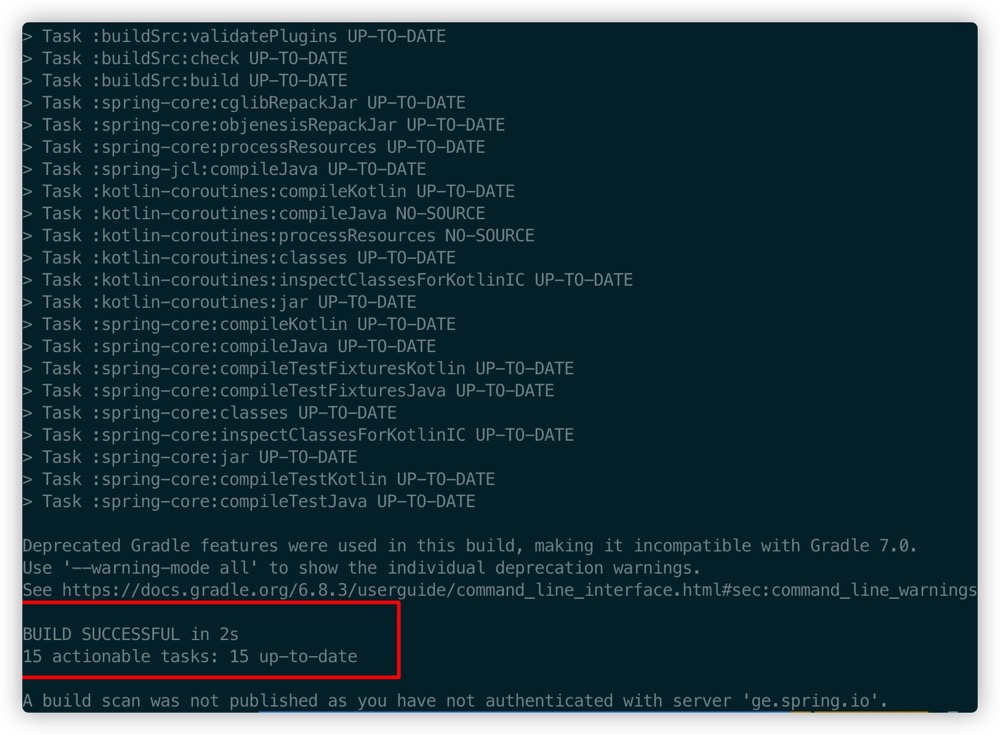 > Task :buildSrc:validatePlugins UP-TO-DATE
> Task :buildSrc:check UP-TO-DATE
> Task :buildSrc:build UP-TO-DATE
> Task :spring-core:cglibRepackJar UP-TO-DATE
> Task :spring-core:objenesisRepackJar UP-TO-DATE
> Task :spring-core:processResources UP-TO-DATE
> Task :spring-jcl:compileJava UP-TO-DATE
> Task :kotlin-coroutines:compileKotlin UP-TO-DATE
> Task :kotlin-coroutines:compileJava NO-SOURCE
> Task :kotlin-coroutines:processResources NO-SOURCE
> Task :kotlin-coroutines:classes UP-TO-DATE
> Task :kotlin-coroutines:inspectClassesForKotlinIC UP-TO-DATE
> Task :kotlin-coroutines:jar UP-TO-DATE
> Task :spring-core:compileKotlin UP-TO-DATE
> Task :spring-core:compileJava UP-TO-DATE
> Task :spring-core:compileTestFixturesKotlin UP-TO-DATE
> Task :spring-core:compileTestFixturesJava UP-TO-DATE
> Task :spring-core:classes UP-TO-DATE
> Task :spring-core:inspectClassesForKotlinIC UP-TO-DATE
> Task :spring-core:jar UP-TO-DATE
> Task :spring-core:compileTestKotlin UP-TO-DATE
> Task :spring-core:compileTestJava UP-TO-DATE
Deprecated Gradle features were used in this build, making it incompatible with Gradle 7.0.
Use '--warning-mode all' to show the individual deprecation warnings.
See https://docs.gradle.org/6.8.3/userguide/command_line_interface.html#sec:command_line_warnings
BUILD SUCCESSFUL in 2s
15 actionable tasks: 15 up-to-date
A build scan was not published as you have not authenticated with server 'ge.spring.io'.